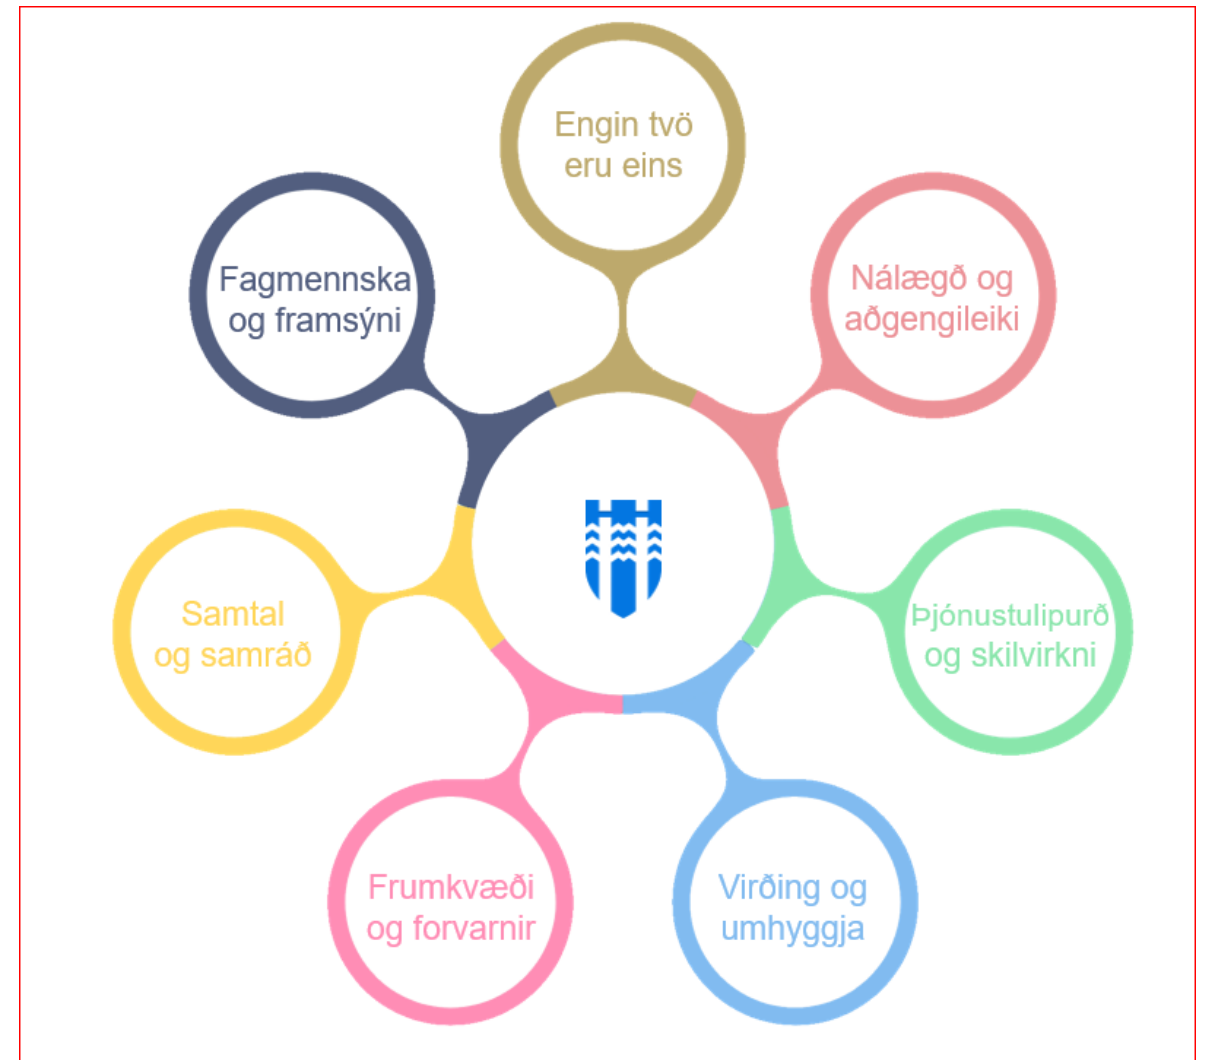 Engin tvö
eru eins
Nálægð og
aðgengileiki
Þjónustulipurð
og skilvirkni
Virðing og
umhyggja
Frumkvæði
og forvarnir
Samtal
og samráð
Fagmennska
og framsýni